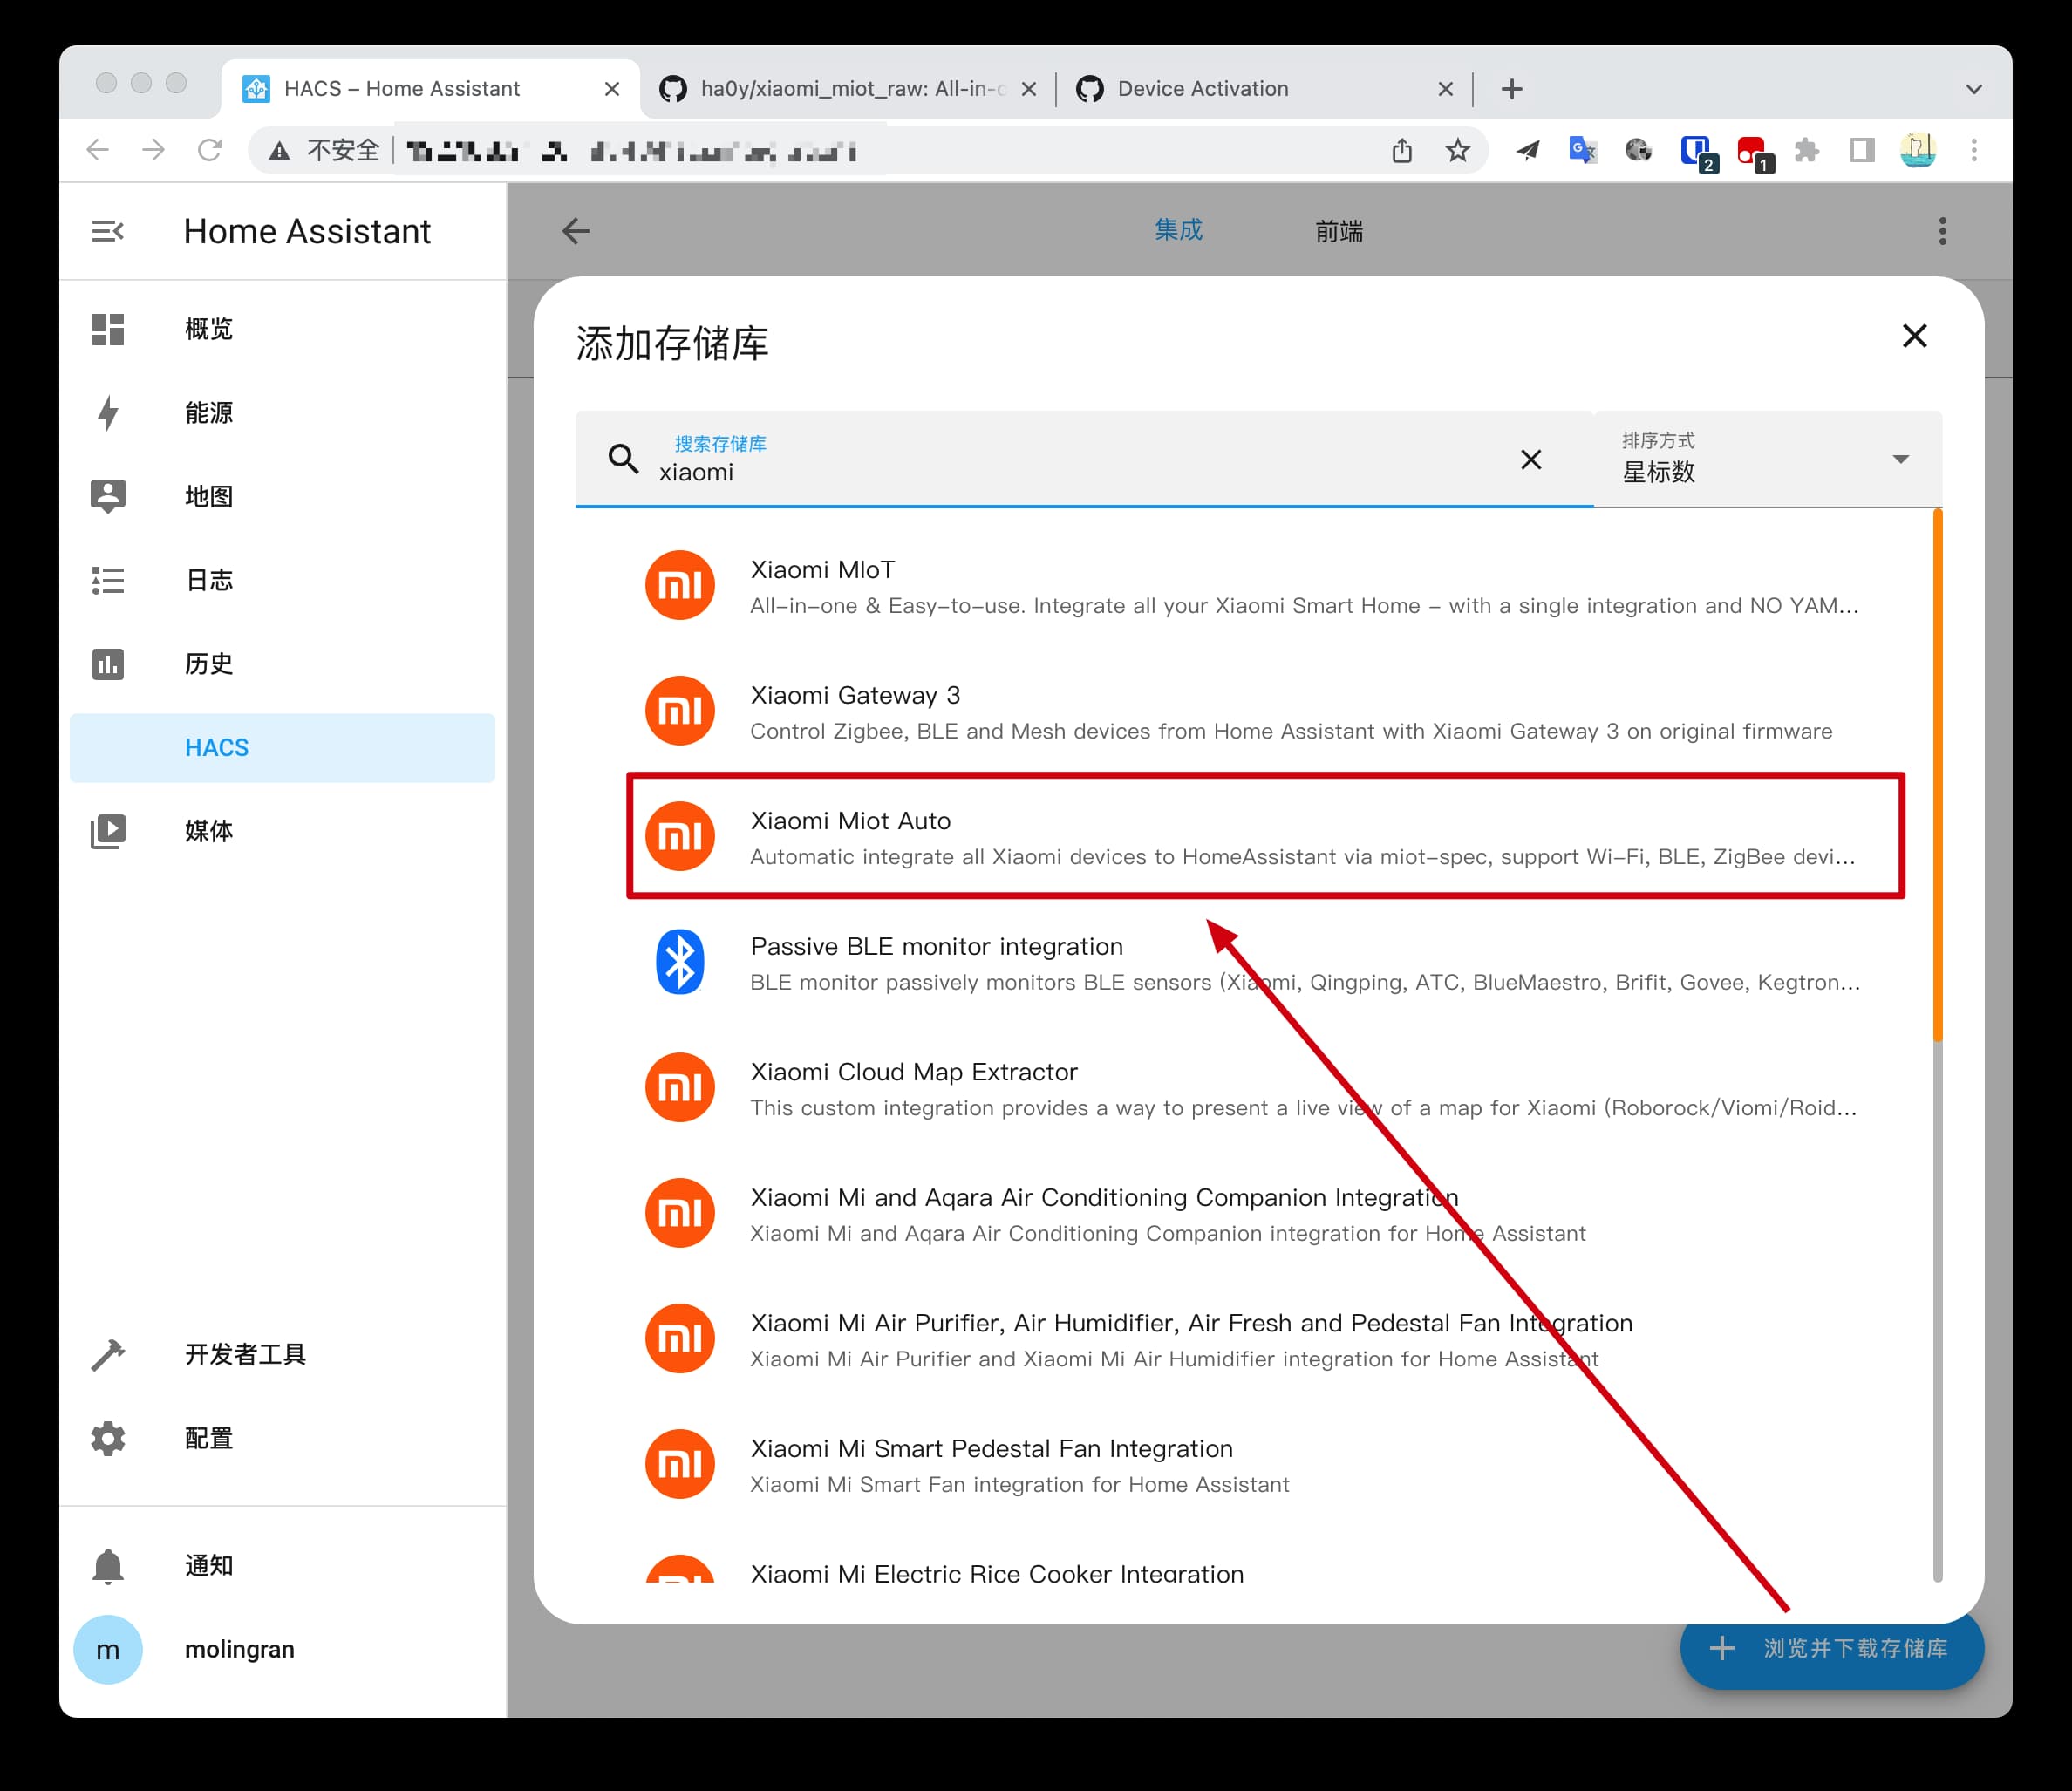 HACS – Home Assistant
ha0y/xiaomi_miot_raw: All-in-o
Device Activation
不安全
2
1
Home Assistant
集成
前端
概览
能源
地图
日志
历史
HACS
媒体
开发者工具
配置
通知
m
molingran
添加存储库
搜索存储库
xiaomi
排序方式
星标数
Xiaomi MIoT
All-in-one & Easy-to-use. Integrate all your Xiaomi Smart Home - with a single integration and NO YAM...
Xiaomi Gateway 3
Control Zigbee, BLE and Mesh devices from Home Assistant with Xiaomi Gateway 3 on original firmware
Xiaomi Miot Auto
Automatic integrate all Xiaomi devices to HomeAssistant via miot-spec, support Wi-Fi, BLE, ZigBee devi...
Passive BLE monitor integration
BLE monitor passively monitors BLE sensors (Xiaomi, Qingping, ATC, BlueMaestro, Brifit, Govee, Kegtron...
Xiaomi Cloud Map Extractor
This custom integration provides a way to present a live view of a map for Xiaomi (Roborock/Viomi/Roid...
Xiaomi Mi and Aqara Air Conditioning Companion Integration
Xiaomi Mi and Aqara Air Conditioning Companion integration for Home Assistant
Xiaomi Mi Air Purifier, Air Humidifier, Air Fresh and Pedestal Fan Integration
Xiaomi Mi Air Purifier and Xiaomi Mi Air Humidifier integration for Home Assistant
Xiaomi Mi Smart Pedestal Fan Integration
Xiaomi Mi Smart Fan integration for Home Assistant
Xiaomi Mi Electric Rice Cooker Integration
浏览并下载存储库